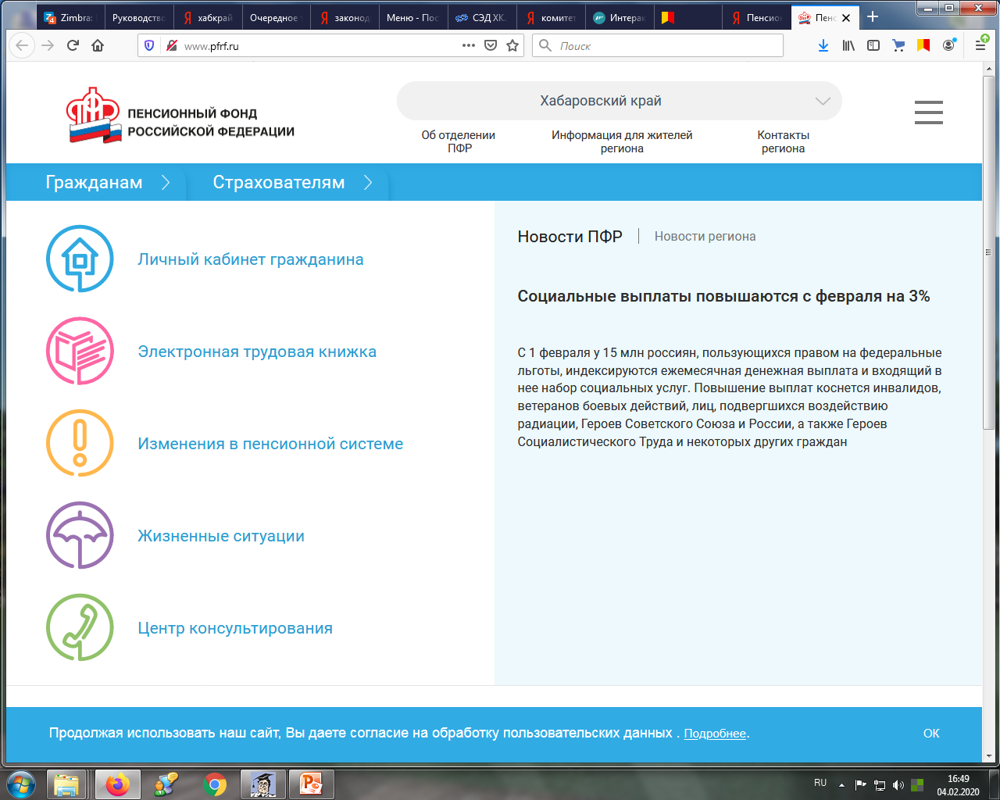 Zimbra:
Руководство
хабкрай
Очередное
законод
Меню - Пос
СЭД ХК.
комитет
Интерак
Пенсион
Пенс
www.pfrf.ru
Поиск
ПЕНСИОННЫЙ ФОНД
РОССИЙСКОЙ ФЕДЕРАЦИИ
Хабаровский край
Об отделении
ПФР
Информация для жителей
региона
Контакты
региона
Гражданам
Страхователям
Личный кабинет гражданина
Электронная трудовая книжка
Изменения в пенсионной системе
Жизненные ситуации
Центр консультирования
Новости ПФР
Новости региона
Социальные выплаты повышаются с февраля на 3%
С 1 февраля у 15 млн россиян, пользующихся правом на федеральные
льготы, индексируются ежемесячная денежная выплата и входящий в
нее набор социальных услуг. Повышение выплат коснется инвалидов,
ветеранов боевых действий, лиц, подвергшихся воздействию
радиации, Героев Советского Союза и России, а также Героев
Социалистического Труда и некоторых других граждан
Продолжая использовать наш сайт, Вы даете согласие на обработку пользовательских данных . Подробнее.
OK
RU
16:49
04.02.2020